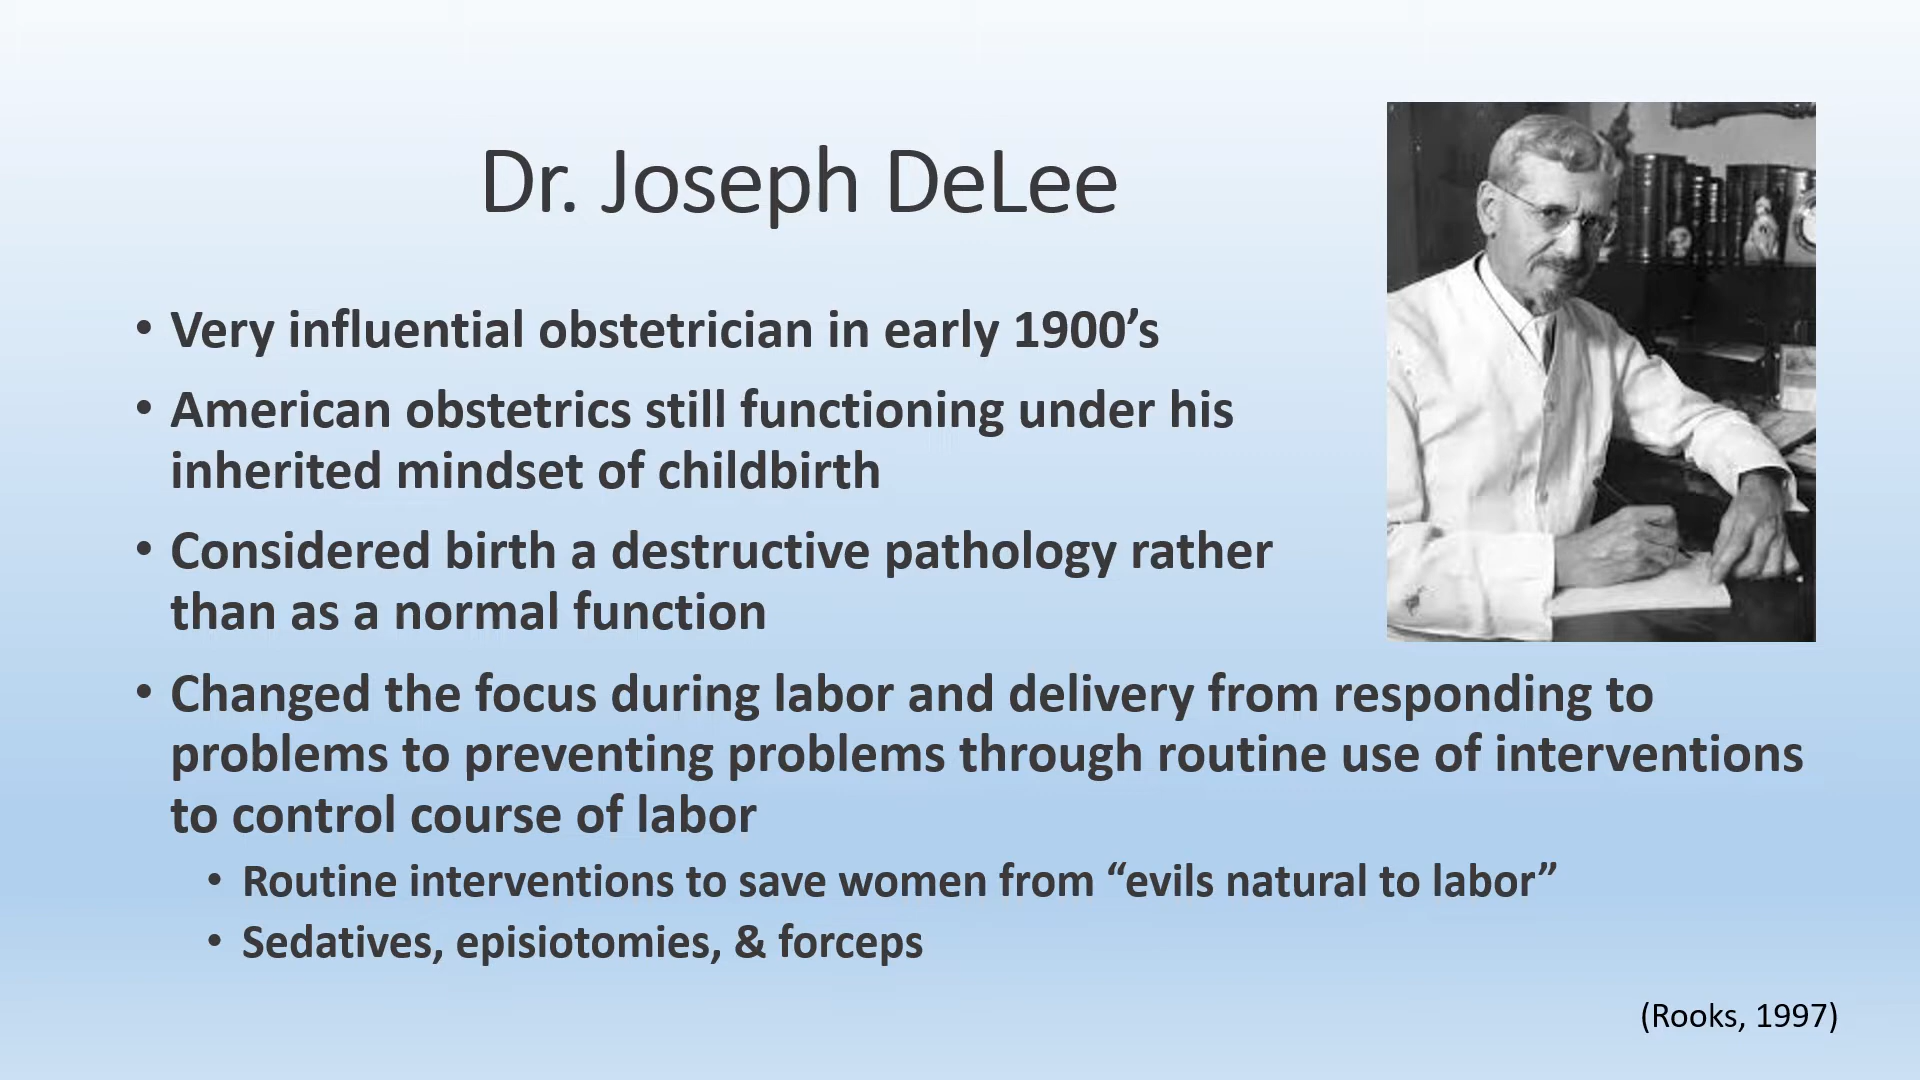 Dr. Joseph DeLee
• Very influential obstetrician in early 1900’s
• American obstetrics still functioning under his
inherited mindset of childbirth
• Considered birth a destructive pathology rather
than as a normal function
• Changed the focus during labor and delivery from responding to
problems to preventing problems through routine use of interventions
to control course of labor
• Routine interventions to save women from “evils natural to labor”
• Sedatives, episiotomies, & forceps
(Rooks, 1997)